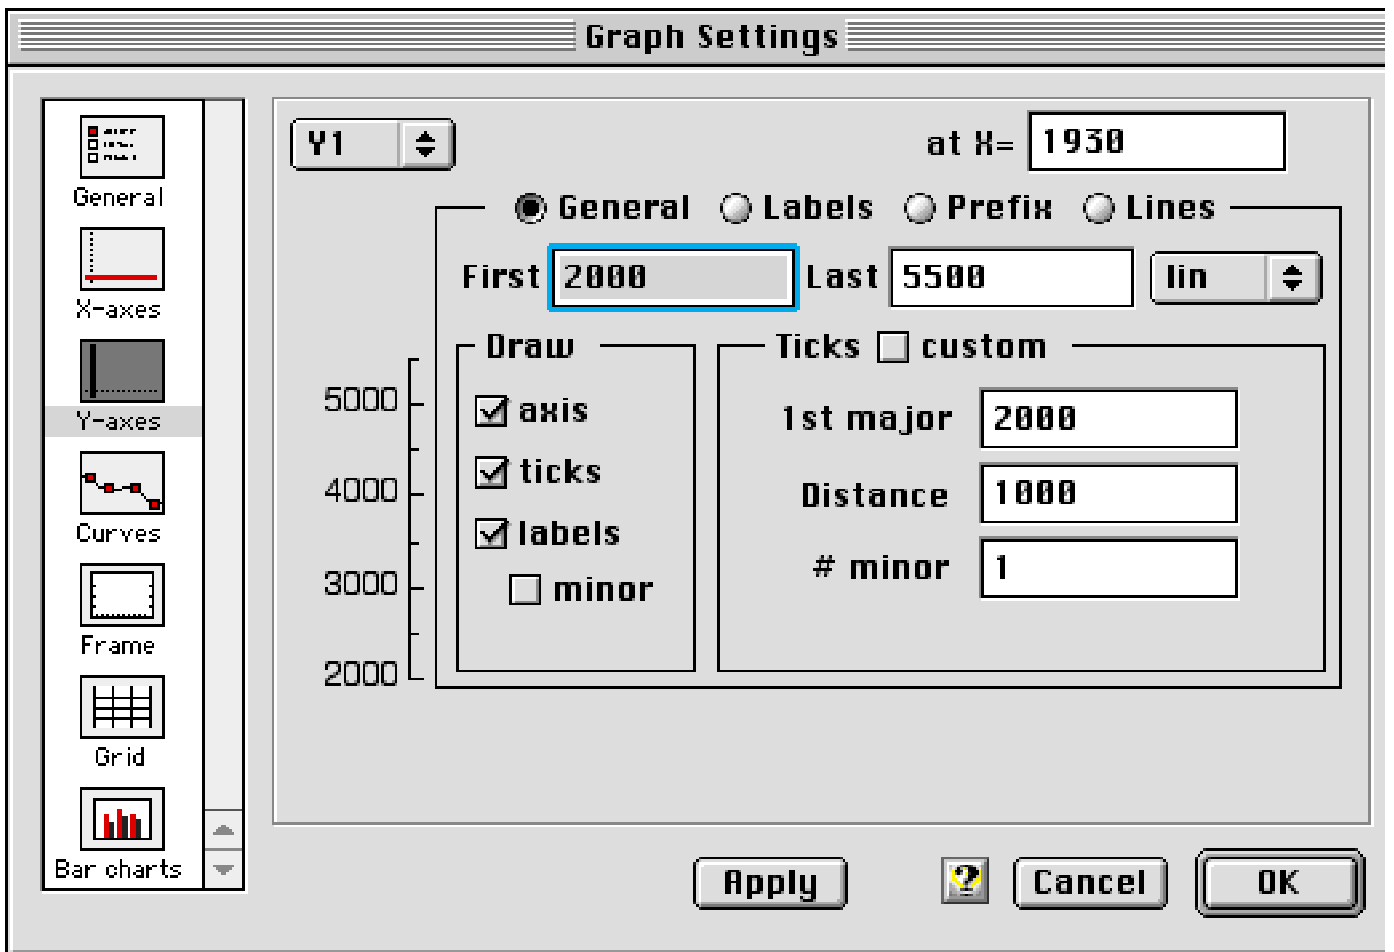 Graph Settings
General
X-axes
Y-axes
Curves
Frame
Grid
Bar charts
Y1
at X= 1930
General Labels Prefix Lines
First 2000 Last 5500 lin
5000
4000
3000
2000
Draw
axis
ticks
labels
minor
Ticks custom
1st major 2000
Distance 1000
# minor 1
Apply ? Cancel OK